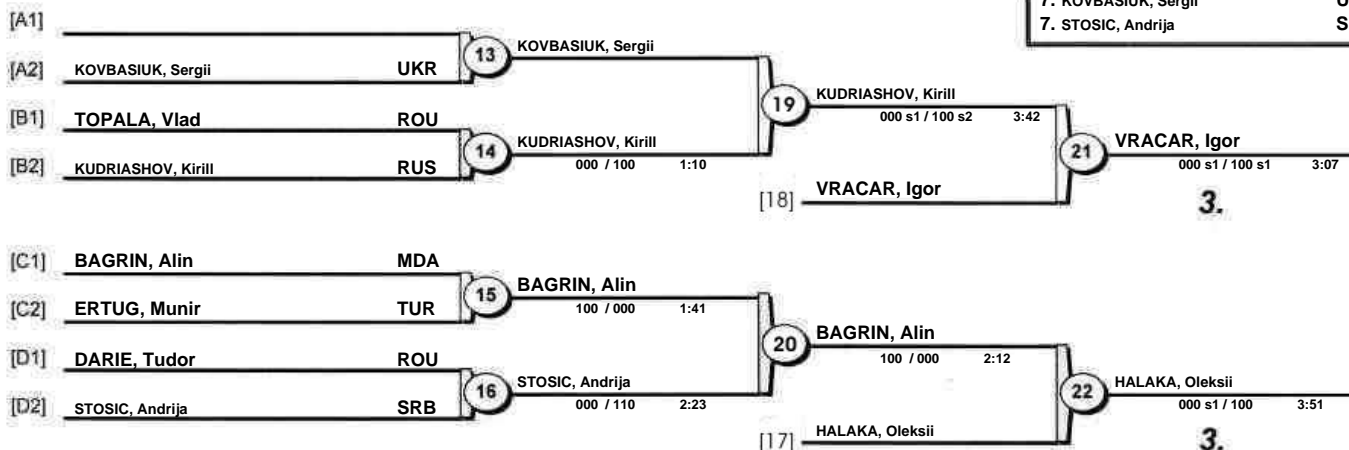 7. KOVBASIUK, Sergii
7. STOSIC, Andrija S
[A1]
[A2] KOVBASIUK, Sergii UKR
13 KOVBASIUK, Sergii
[B1] TOPALA, Vlad ROU
[B2] KUDRIASHOV, Kirill RUS
14 KUDRIASHOV, Kirill
000 / 100 1:10
19 KUDRIASHOV, Kirill
000 s1 / 100 s2 3:42
[18] VRACAR, Igor
21 VRACAR, Igor
000 s1 / 100 s1 3:07
3.
[C1] BAGRIN, Alin MDA
[C2] ERTUG, Munir TUR
15 BAGRIN, Alin
100 / 000 1:41
[D1] DARIE, Tudor ROU
[D2] STOSIC, Andrija SRB
16 STOSIC, Andrija
000 / 110 2:23
20 BAGRIN, Alin
100 / 000 2:12
[17] HALAKA, Oleksii
22 HALAKA, Oleksii
000 s1 / 100 3:51
3.